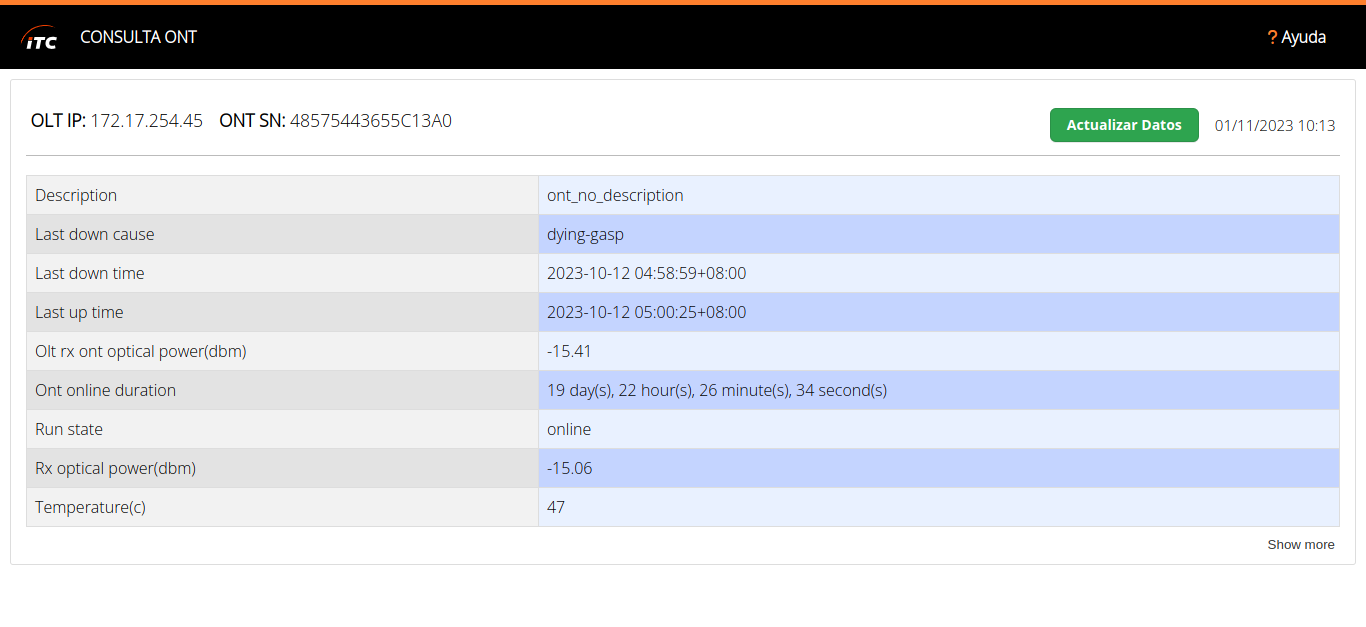 iTC CONSULTA ONT ? Ayuda
OLT IP: 172.17.254.45 ONT SN: 48575443655C13A0 Actualizar Datos 01/11/2023 10:13
Description ont_no_description
Last down cause dying-gasp
Last down time 2023-10-12 04:58:59+08:00
Last up time 2023-10-12 05:00:25+08:00
Olt rx ont optical power(dbm) -15.41
Ont online duration 19 day(s), 22 hour(s), 26 minute(s), 34 second(s)
Run state online
Rx optical power(dbm) -15.06
Temperature(c) 47
Show more